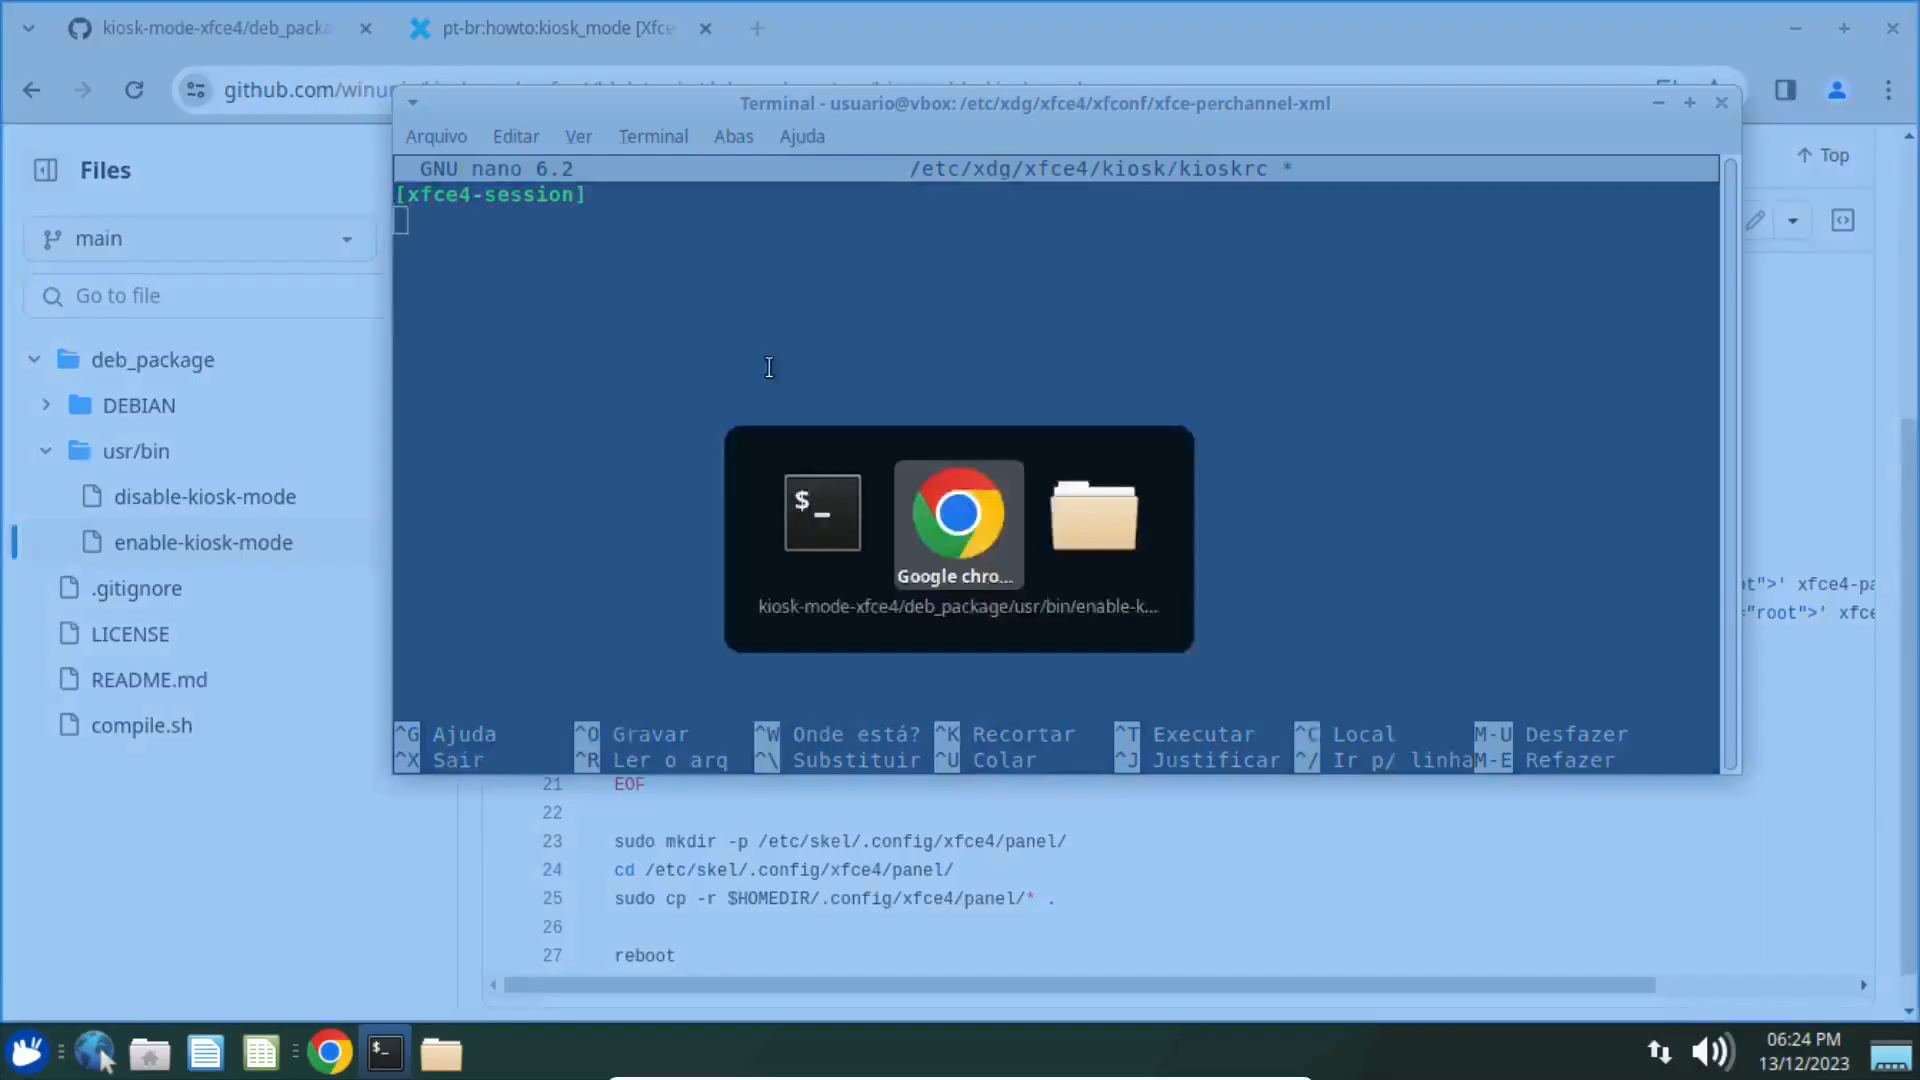 kiosk-mode-xfce4/deb_packa
pt-br:howto:kiosk_mode [Xfce
github.com/winu
Terminal - usuario@vbox: /etc/xdg/xfce4/xfconf/xfce-perchannel-xml
Arquivo Editar Ver Terminal Abas Ajuda
GNU nano 6.2 /etc/xdg/xfce4/kiosk/kioskrc *
[xfce4-session]
Files
Top
main
Go to file
deb_package
DEBIAN
usr/bin
disable-kiosk-mode
enable-kiosk-mode
.gitignore
LICENSE
README.md
compile.sh
$_
Google chro...
kiosk-mode-xfce4/deb_package/usr/bin/enable-k...
ot">' xfce4-pa
="root">' xfce
^G Ajuda ^O Gravar ^W Onde está? ^K Recortar ^T Executar ^C Local M-U Desfazer
^X Sair ^R Ler o arq ^\ Substituir ^U Colar ^J Justificar ^/ Ir p/ linha M-E Refazer
21 EOF
22
23 sudo mkdir -p /etc/skel/.config/xfce4/panel/
24 cd /etc/skel/.config/xfce4/panel/
25 sudo cp -r $HOMEDIR/.config/xfce4/panel/* .
26
27 reboot
$_
06:24 PM
13/12/2023